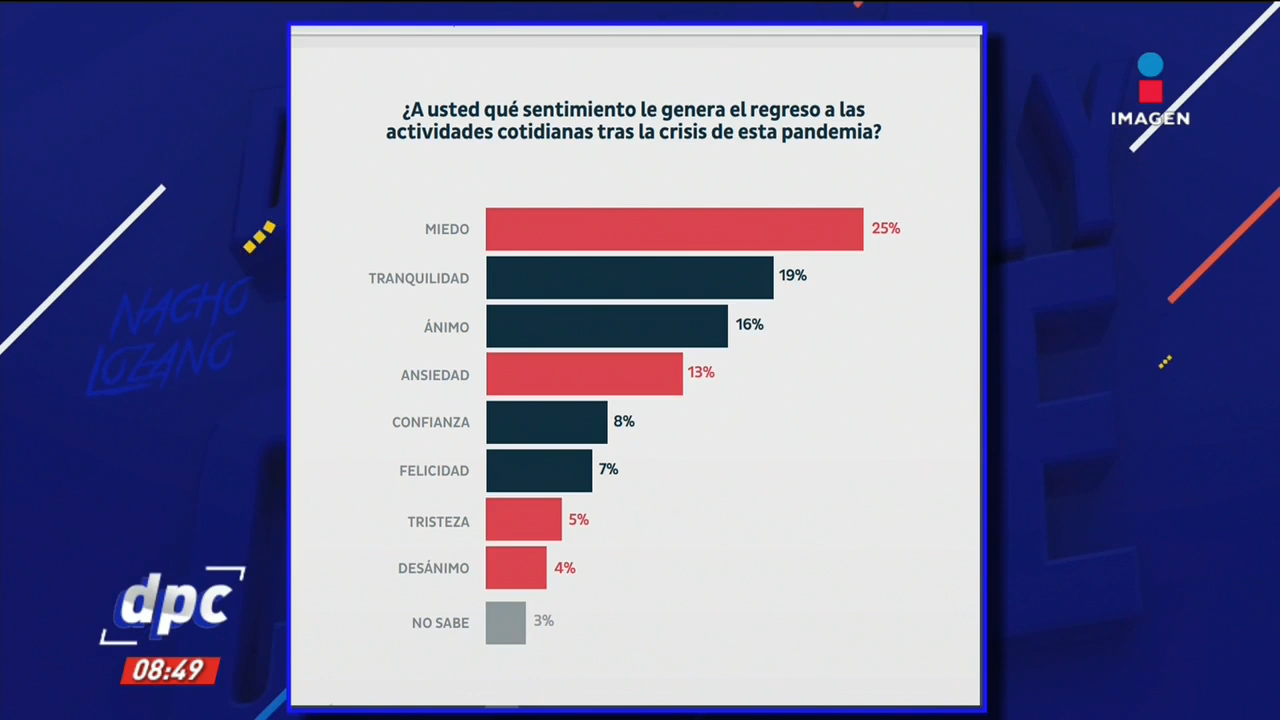 ¿A usted qué sentimiento le genera el regreso a las
actividades cotidianas tras la crisis de esta pandemia?
MIEDO 25%
TRANQUILIDAD 19%
ÁNIMO 16%
ANSIEDAD 13%
CONFIANZA 8%
FELICIDAD 7%
TRISTEZA 5%
DESÁNIMO 4%
NO SABE 3%
IMAGEN
NACHO
LOZANO
dpc
08:49